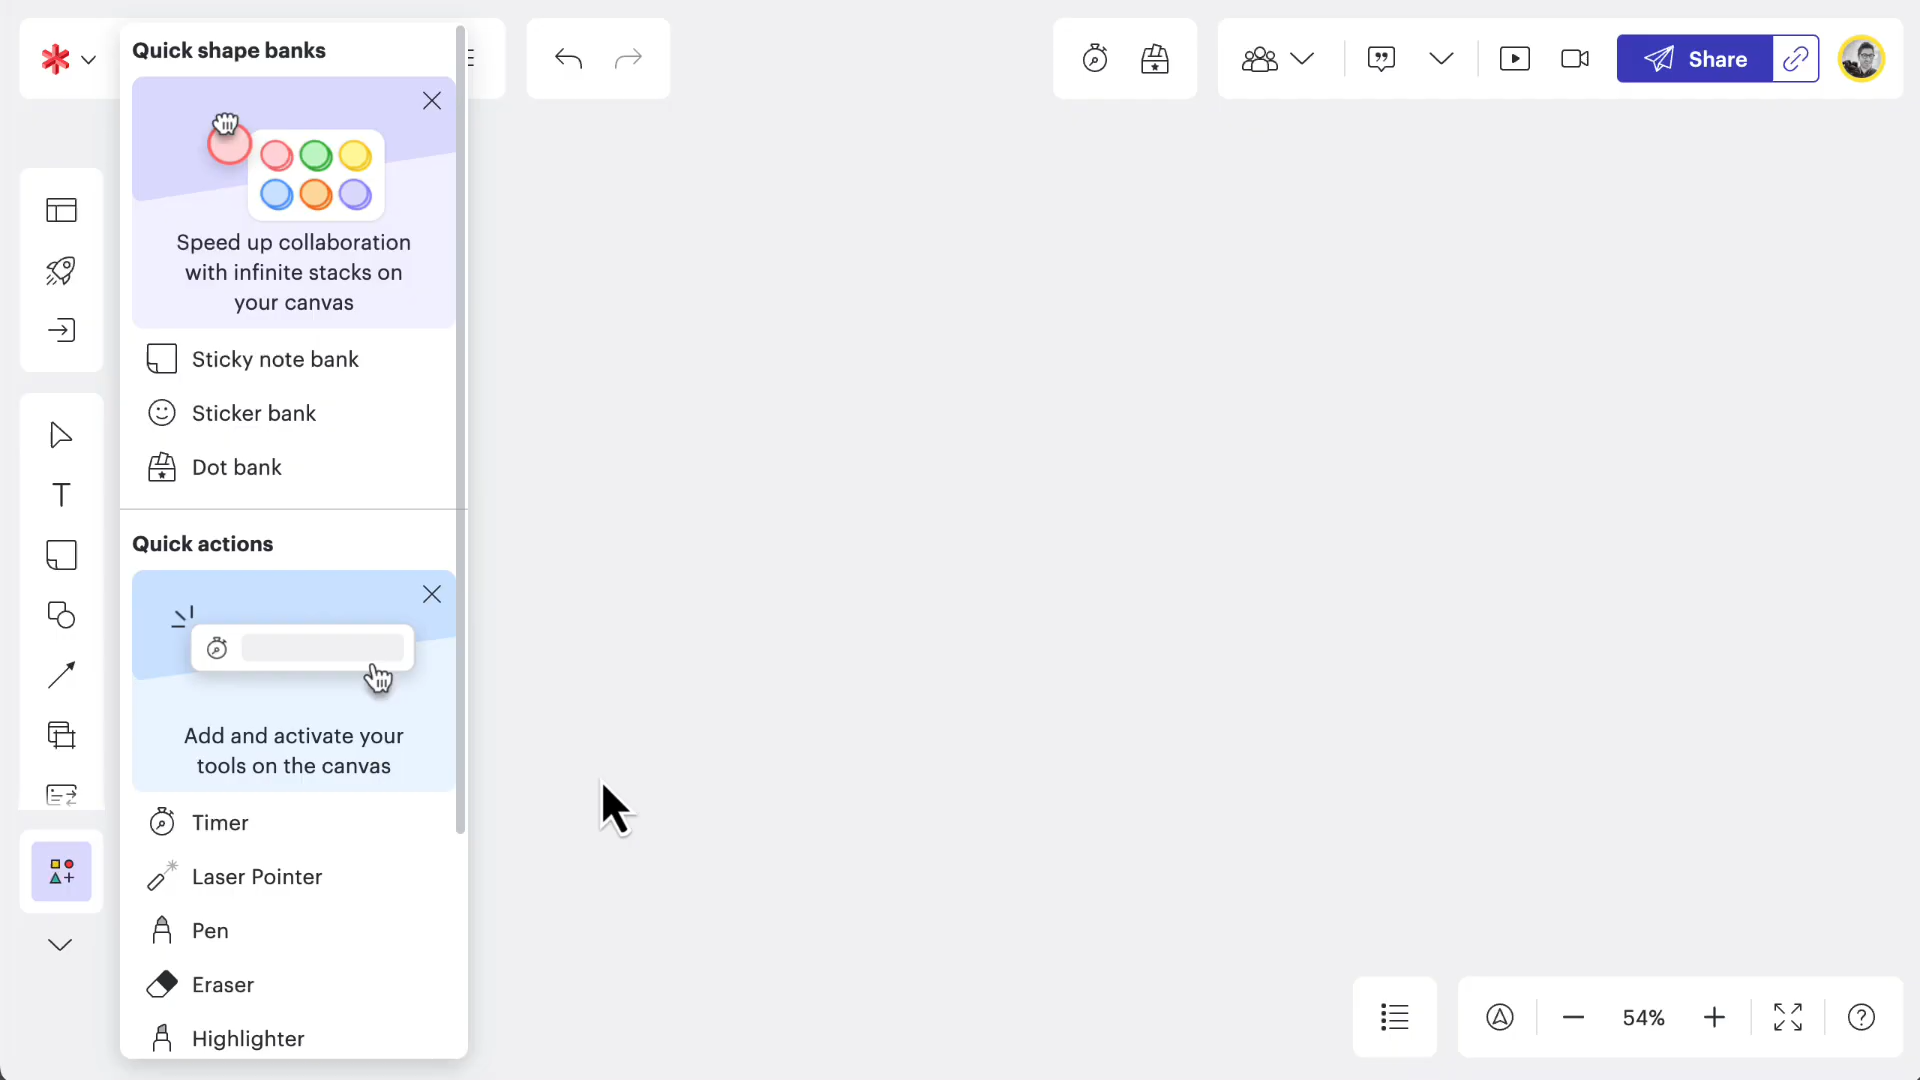 Quick shape banks
Share
Speed up collaboration
with infinite stacks on
your canvas
Sticky note bank
Sticker bank
Dot bank
T
Quick actions
Add and activate your
tools on the canvas
Timer
Laser Pointer
Pen
Eraser
Highlighter
54%